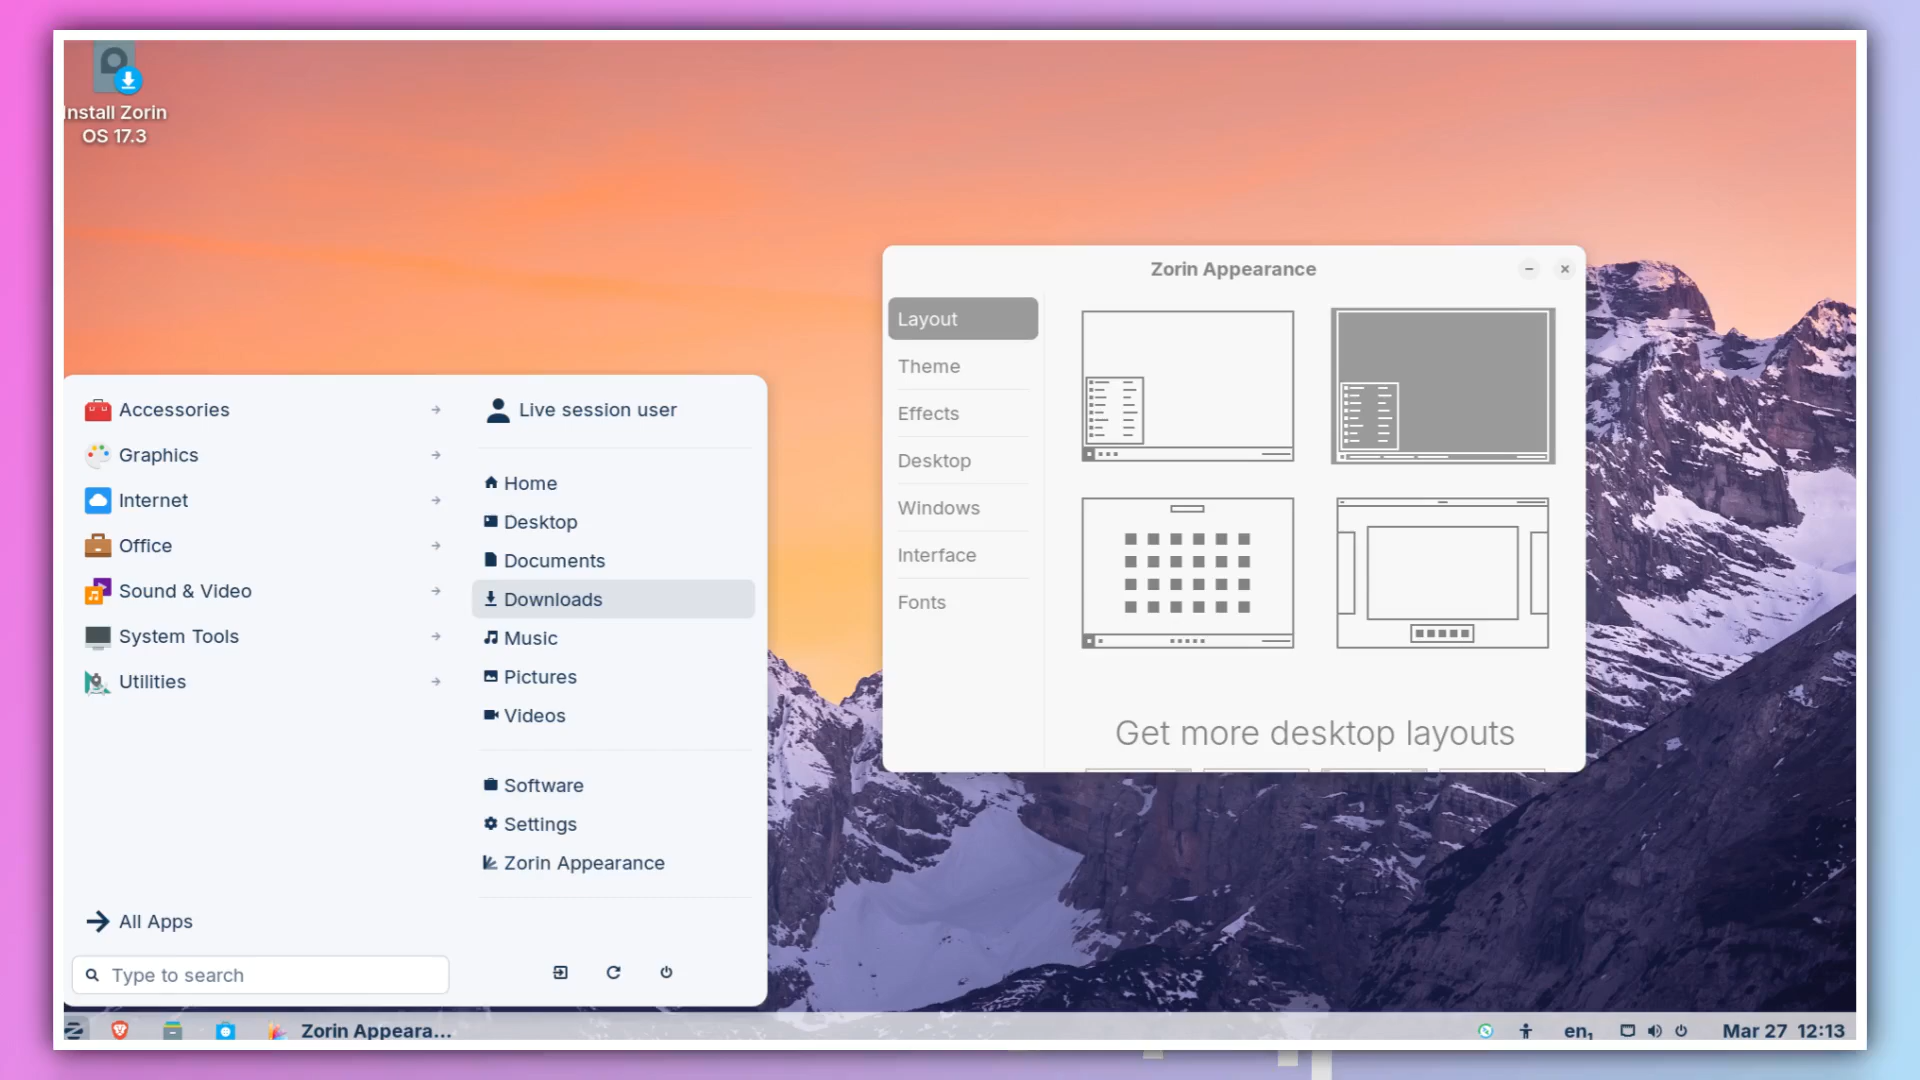 Install Zorin
OS 17.3
Zorin Appearance
Layout
Theme
Effects
Desktop
Windows
Interface
Fonts
Get more desktop layouts
Accessories
Graphics
Internet
Office
Sound & Video
System Tools
Utilities
All Apps
Type to search
Live session user
Home
Desktop
Documents
Downloads
Music
Pictures
Videos
Software
Settings
Zorin Appearance
Zorin Appeara...
en₁
Mar 27 12:13